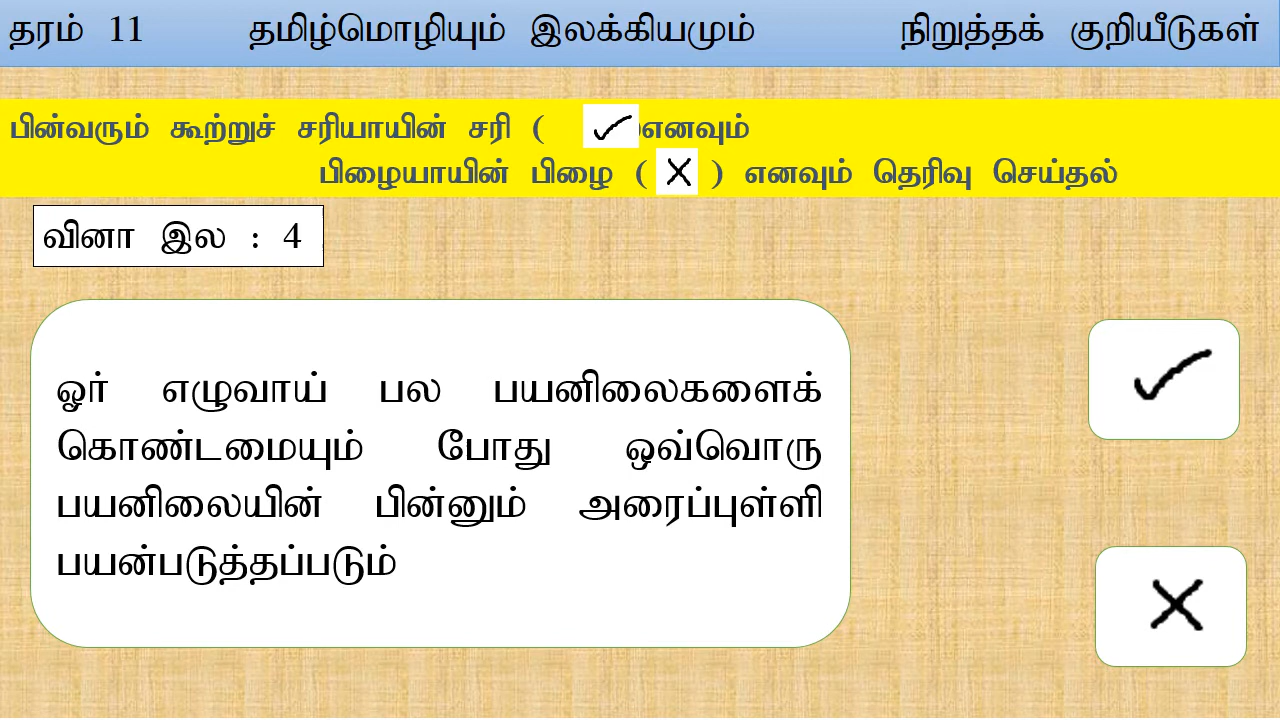 தரம் 11 தமிழ்மொழியும் இலக்கியமும் நிறுத்தக் குறியீடுகள்
பின்வரும் கூற்றுச் சரியாயின் சரி ( ✓ )எனவும்
பிழையாயின் பிழை ( X ) எனவும் தெரிவு செய்தல்
வினா இல : 4
ஓர் எழுவாய் பல பயனிலைகளைக்
கொண்டமையும் போது ஒவ்வொரு
பயனிலையின் பின்னும் அரைப்புள்ளி
பயன்படுத்தப்படும்